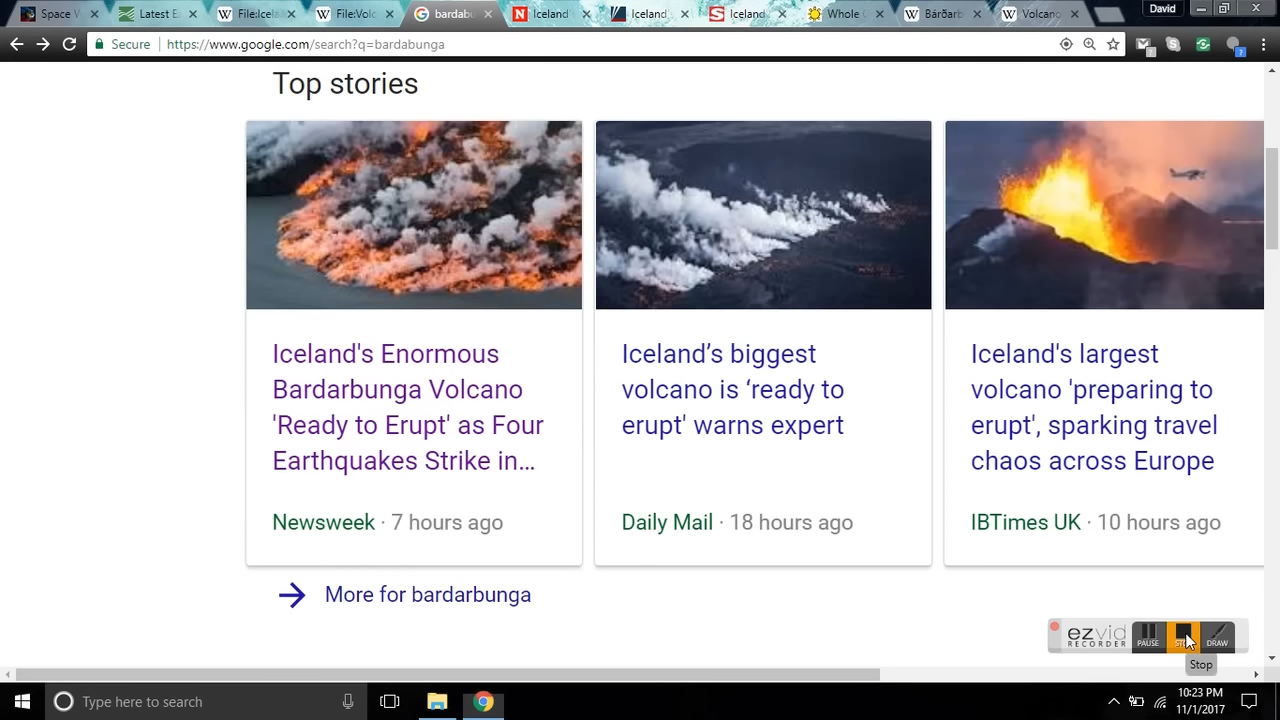 David
Space V
Latest E
File:Icela
File:Volc
bardabu
Iceland'
Iceland
Iceland
Whole C
Bárðarb
Volcano
Secure
https://www.google.com/search?q=bardabunga
Top stories
Iceland's Enormous
Bardarbunga Volcano
'Ready to Erupt' as Four
Earthquakes Strike in...
Newsweek · 7 hours ago
Iceland’s biggest
volcano is ‘ready to
erupt' warns expert
Daily Mail · 18 hours ago
Iceland's largest
volcano 'preparing to
erupt', sparking travel
chaos across Europe
IBTimes UK · 10 hours ago
More for bardarbunga
ezvid
RECORDER
PAUSE
DRAW
Stop
Type here to search
10:23 PM
11/1/2017